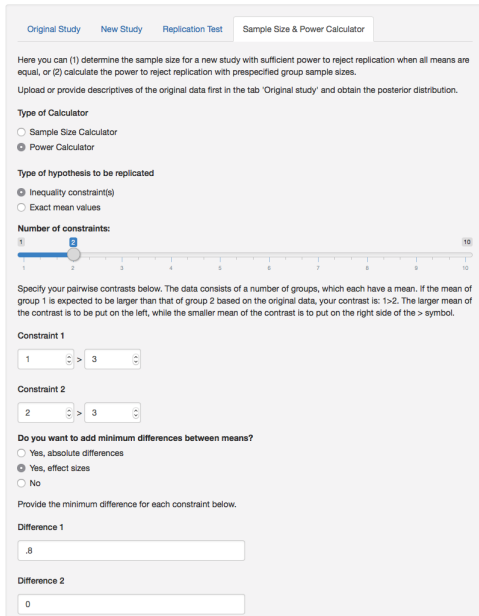 Original Study New Study Replication Test Sample Size & Power Calculator
Here you can (1) determine the sample size for a new study with sufficient power to reject replication when all means are
equal, or (2) calculate the power to reject replication with prespecified group sample sizes.
Upload or provide descriptives of the original data first in the tab 'Original study' and obtain the posterior distribution.
Type of Calculator
Sample Size Calculator
Power Calculator
Type of hypothesis to be replicated
Inequality constraint(s)
Exact mean values
Number of constraints:
1 2 10
1 2 3 4 5 6 7 8 9 10
Specify your pairwise contrasts below. The data consists of a number of groups, which each have a mean. If the mean of
group 1 is expected to be larger than that of group 2 based on the original data, your contrast is: 1>2. The larger mean of
the contrast is to be put on the left, while the smaller mean of the contrast is to put on the right side of the > symbol.
Constraint 1
1 > 3
Constraint 2
2 > 3
Do you want to add minimum differences between means?
Yes, absolute differences
Yes, effect sizes
No
Provide the minimum difference for each constraint below.
Difference 1
.8
Difference 2
0